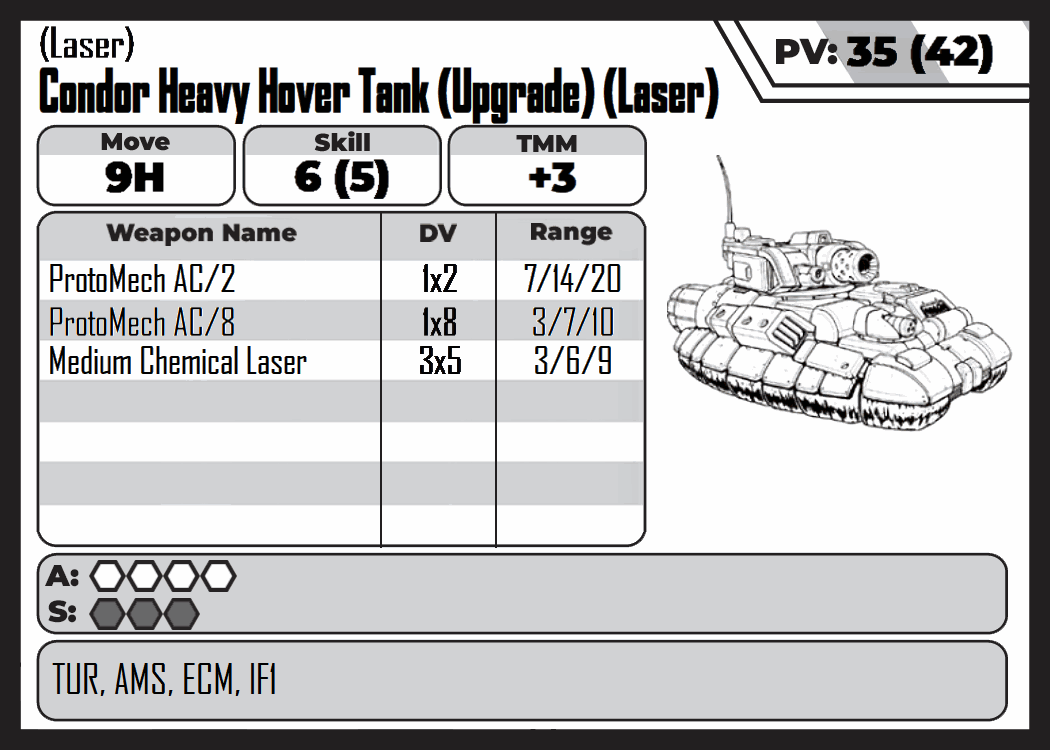 (Laser)
PV: 35 (42)
Condor Heavy Hover Tank (Upgrade) (Laser)
Move Skill TMM
9H 6 (5) +3
Weapon Name DV Range
ProtoMech AC/2 1x2 7/14/20
ProtoMech AC/8 1x8 3/7/10
Medium Chemical Laser 3x5 3/6/9
A:
S:
TUR, AMS, ECM, IF1